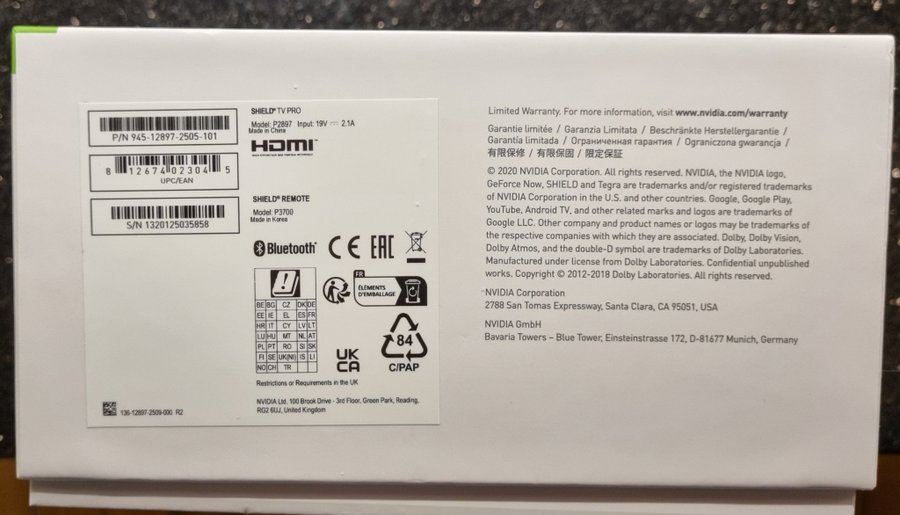 P/N 945-12897-2505-101
8 12674 02304 5
UPC/EAN
S/N 1320125035858
SHIELD® TV PRO
Model: P2897 Input: 19V ⎓ 2.1A
Made in China
HDMI™
HIGH-DEFINITION MULTIMEDIA INTERFACE
SHIELD® REMOTE
Model: P3700
Made in Korea
Bluetooth®
CE EAC
FR
ÉLÉMENTS
D'EMBALLAGE
BE BG CZ DK DE
EE IE EL ES FR
HR IT CY LV LT
LU HU MT NL AT
PL PT RO SI SK
FI SE UK(NI) IS LI
NO CH TR
UK
CA
84
C/PAP
Restrictions or Requirements in the UK
NVIDIA Ltd. 100 Brook Drive - 3rd Floor, Green Park, Reading,
RG2 6UJ, United Kingdom
136-12897-2509-000 R2
Limited Warranty. For more information, visit www.nvidia.com/warranty
Garantie limitée / Garanzia Limitata / Beschränkte Herstellergarantie /
Garantía limitada / Ограниченная гарантия / Ograniczona gwarancja /
有限保修 / 有限保固 / 限定保証
© 2020 NVIDIA Corporation. All rights reserved. NVIDIA, the NVIDIA logo,
GeForce Now, SHIELD and Tegra are trademarks and/or registered trademarks
of NVIDIA Corporation in the U.S. and other countries. Google, Google Play,
YouTube, Android TV, and other related marks and logos are trademarks of
Google LLC. Other company and product names or logos may be trademarks of
the respective companies with which they are associated. Dolby, Dolby Vision,
Dolby Atmos, and the double-D symbol are trademarks of Dolby Laboratories.
Manufactured under license from Dolby Laboratories. Confidential unpublished
works. Copyright © 2012-2018 Dolby Laboratories. All rights reserved.
NVIDIA Corporation
2788 San Tomas Expressway, Santa Clara, CA 95051, USA
NVIDIA GmbH
Bavaria Towers – Blue Tower, Einsteinstrasse 172, D-81677 Munich, Germany